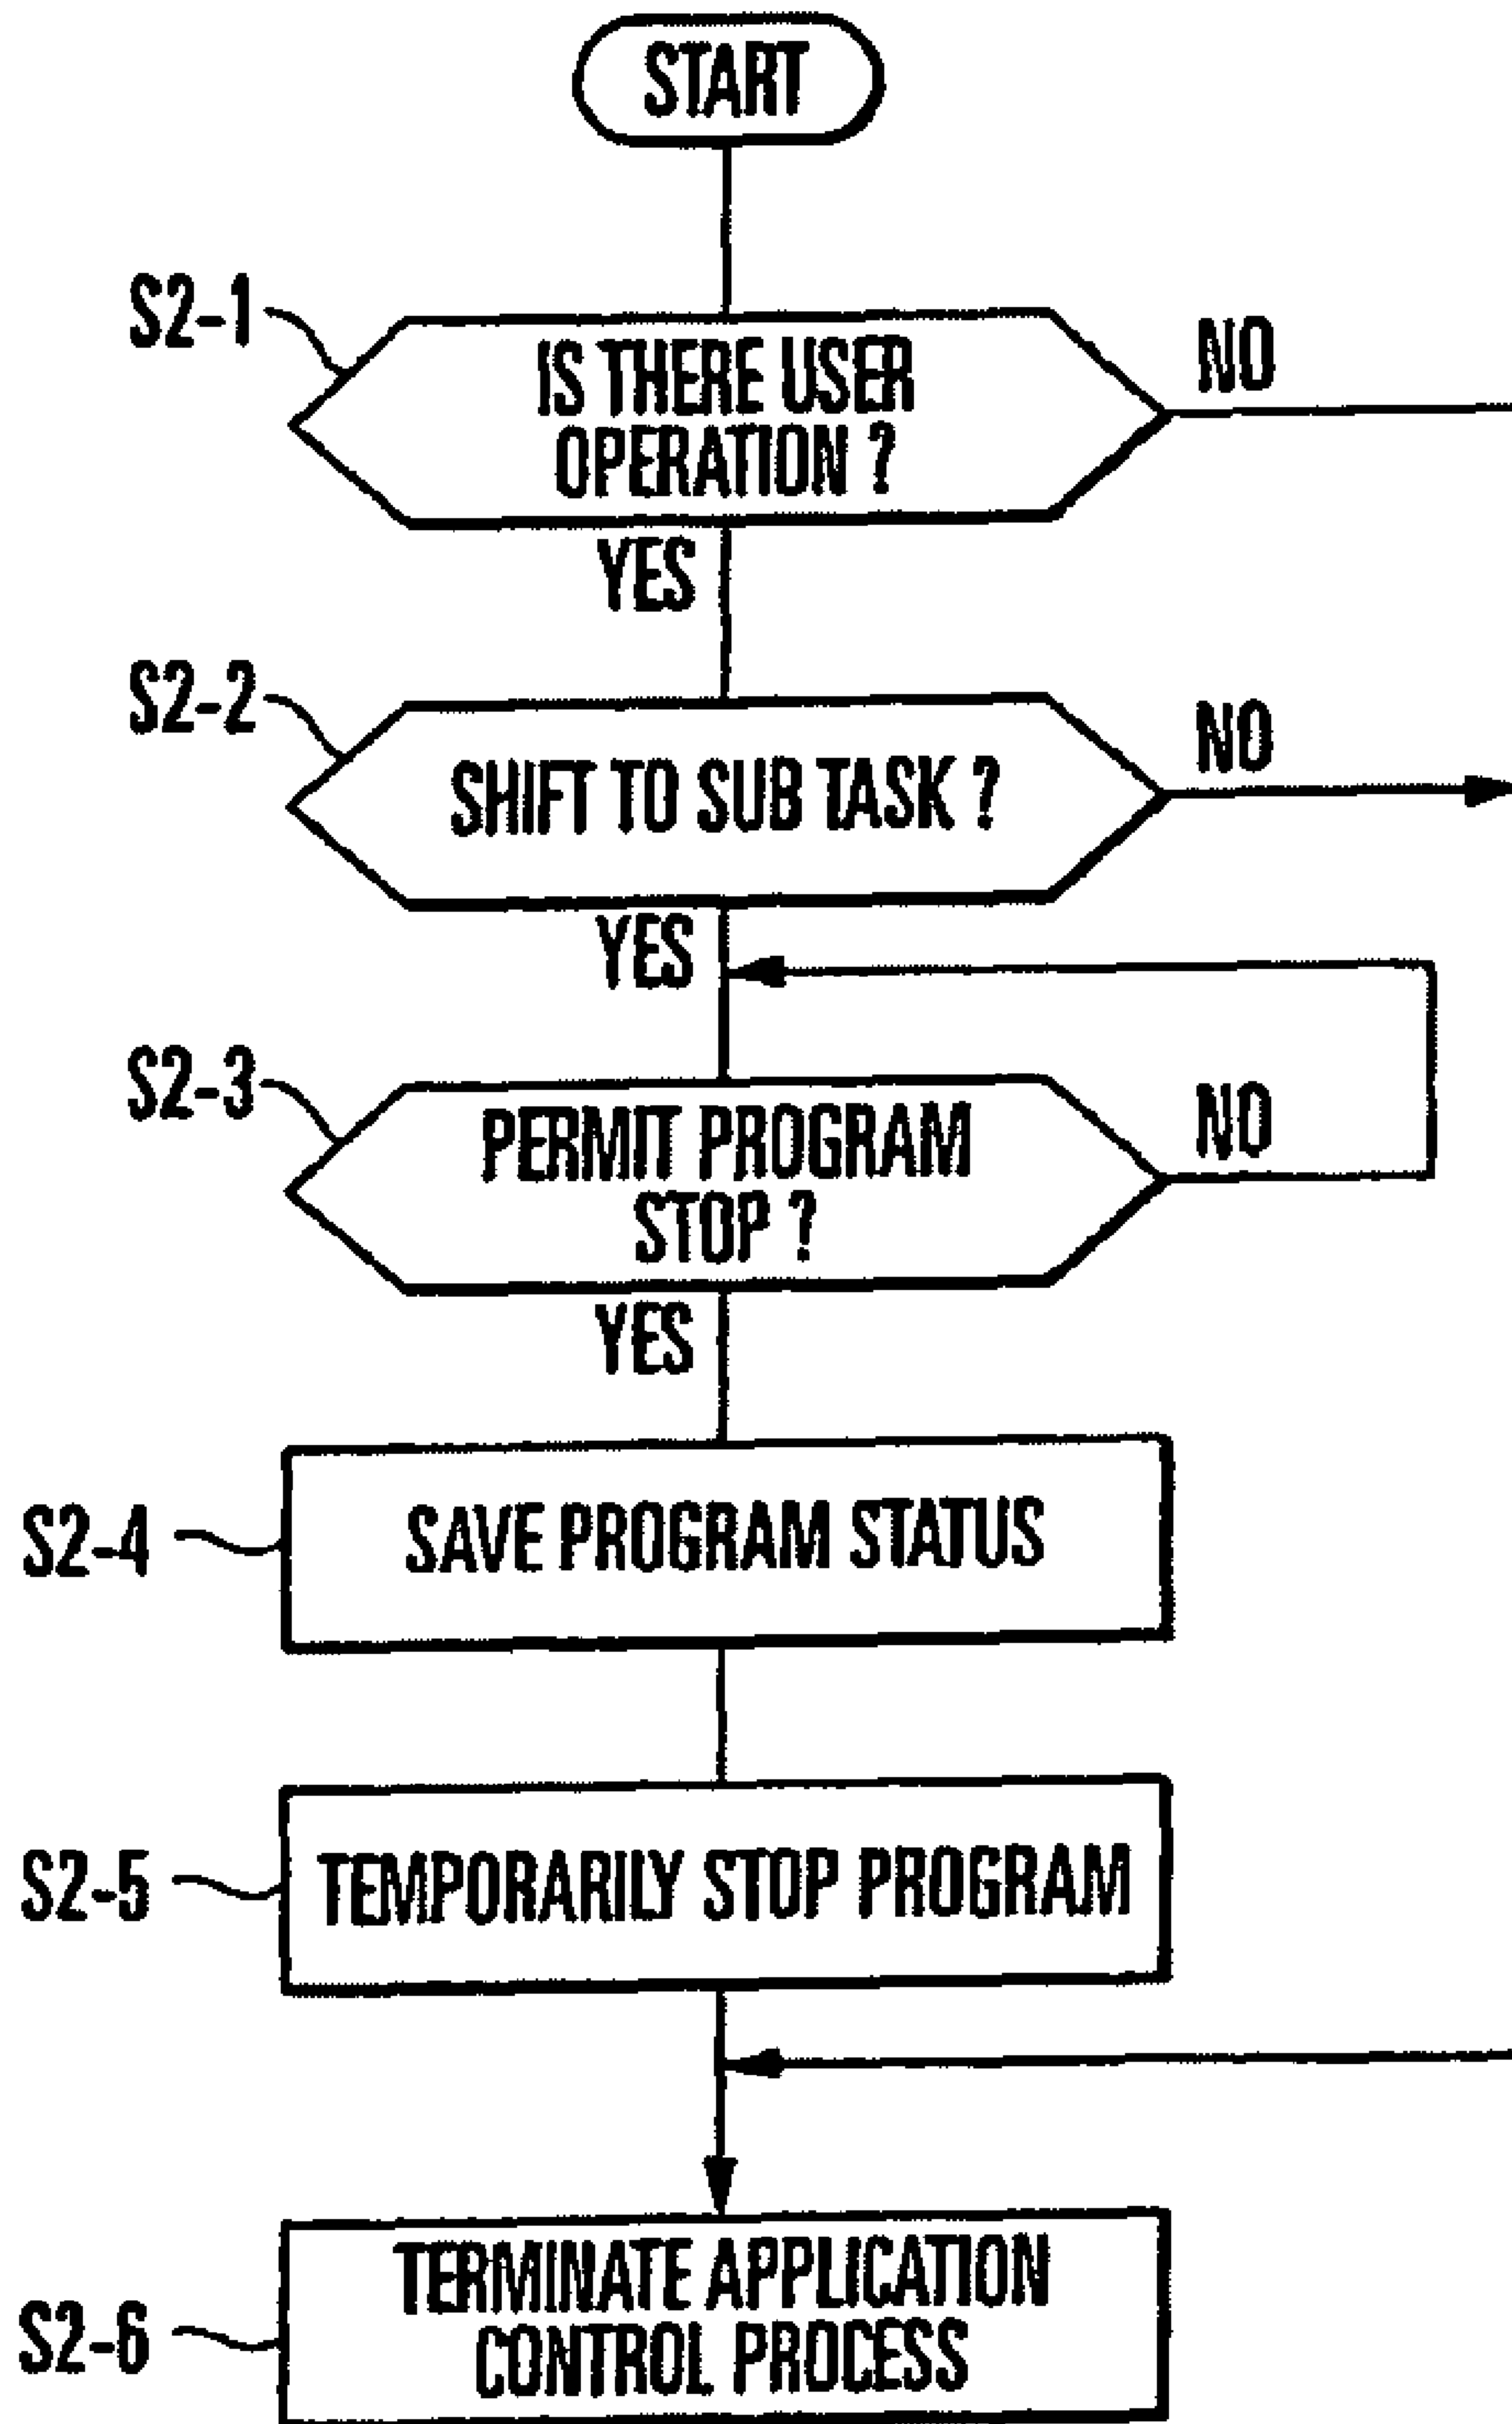 START
S2-1
IS THERE USER
OPERATION ?
NO
YES
S2-2
SHIFT TO SUB TASK ?
NO
YES
S2-3
PERMIT PROGRAM
STOP ?
NO
YES
S2-4
SAVE PROGRAM STATUS
S2-5
TEMPORARILY STOP PROGRAM
S2-6
TERMINATE APPLICATION
CONTROL PROCESS